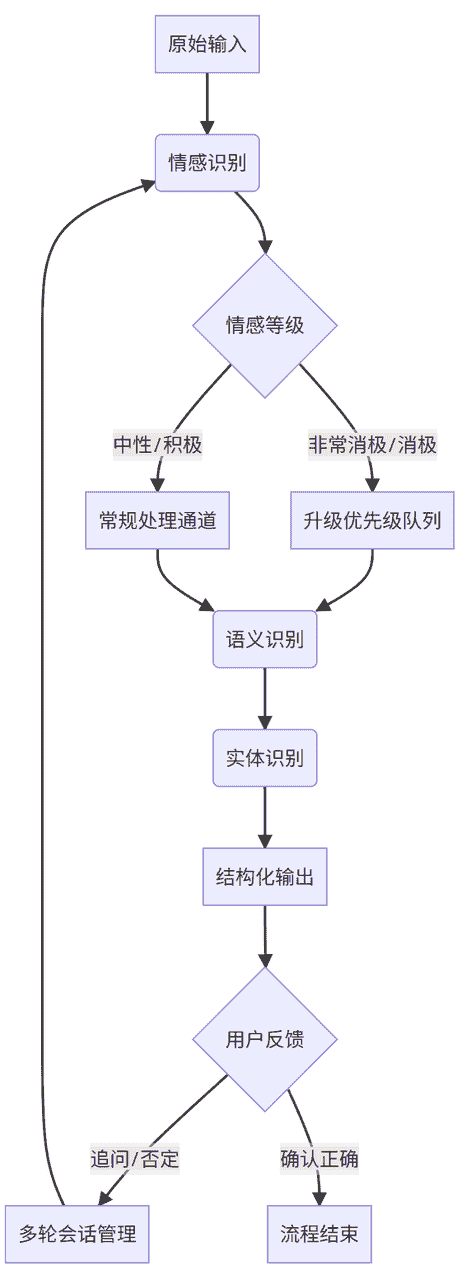 原始输入
情感识别
情感等级
中性/积极
非常消极/消极
常规处理通道
升级优先级队列
语义识别
实体识别
结构化输出
用户反馈
追问/否定
确认正确
多轮会话管理
流程结束